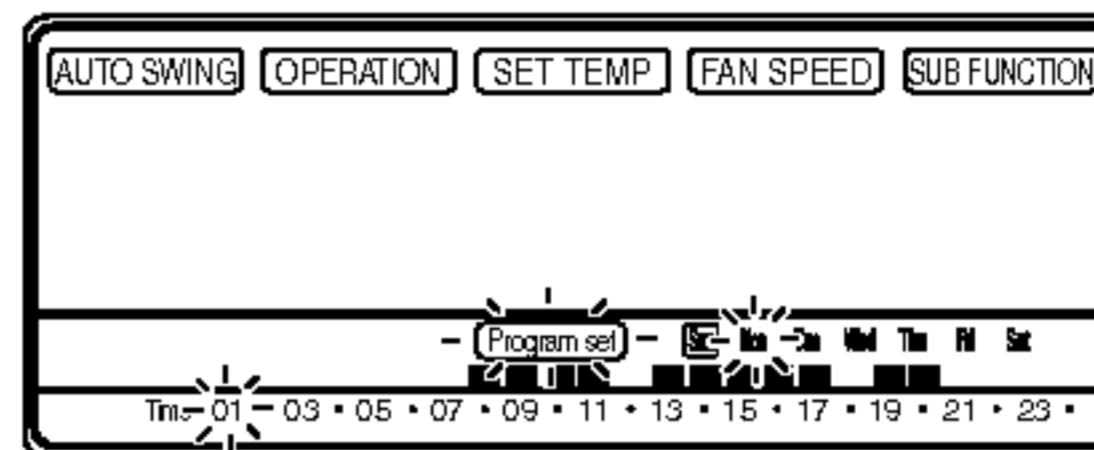 AUTO SWING OPERATION SET TEMP FAN SPEED SUB FUNCTION
Program set Mon Wed Thu Fri Sat
01 03 • 05 • 07 • 09 • 11 • 13 • 15 • 17 • 19 • 21 • 23 •